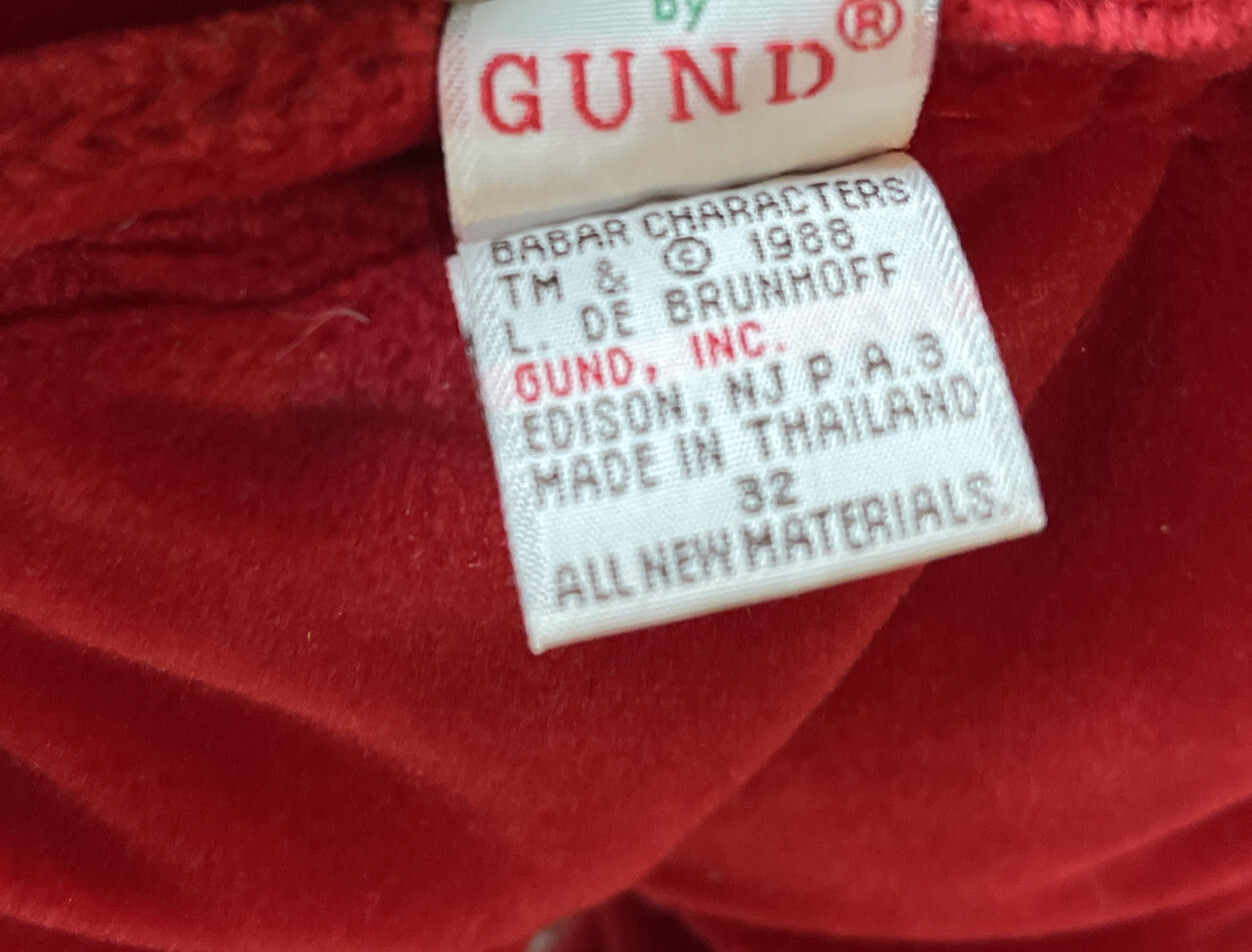 by
GUND®
BABAR CHARACTERS
TM & © 1988
L. DE BRUNHOFF
GUND, INC.
EDISON, NJ P.A.3
MADE IN THAILAND
32
ALL NEW MATERIALS.